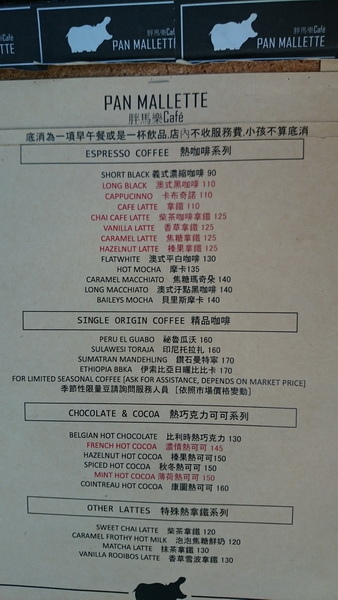 胖馬樂Café
PAN MALLETTE
PAN MALLETTE
PAN MALLETTE
胖馬樂Café
底消為一項早午餐或是一杯飲品,店內不收服務費,小孩不算底消
ESPRESSO COFFEE 熱咖啡系列
SHORT BLACK 義式濃縮咖啡 90
LONG BLACK 澳式黑咖啡 110
CAPPUCINNO 卡布奇諾 110
CAFE LATTE 拿鐵 110
CHAI CAFE LATTE 柴茶咖啡拿鐵 125
VANILLA LATTE 香草拿鐵 125
CARAMEL LATTE 焦糖拿鐵 125
HAZELNUT LATTE 榛果拿鐵 125
FLATWHITE 澳式平白咖啡 130
HOT MOCHA 摩卡135
CARAMEL MACCHIATO 焦糖瑪奇朵 140
LONG MACCHIATO 澳式汙點黑咖啡 140
BAILEYS MOCHA 貝里斯摩卡 140
SINGLE ORIGIN COFFEE 精品咖啡
PERU EL GUABO 祕魯瓜沃 160
SULAWESI TORAJA 印尼托拉扎 160
SUMATRAN MANDEHLING 鑽石曼特寧 170
ETHIOPIA BBKA 伊索比亞日曬比比卡 170
FOR LIMITED SEASONAL COFFEE [ASK FOR ASSISTANCE, DEPENDS ON MARKET PRICE]
季節性限量豆請詢問服務人員 [依照市場價格變動]
CHOCOLATE & COCOA 熱巧克力可可系列
BELGIAN HOT CHOCOLATE 比利時熱巧克力 130
FRENCH HOT COCOA 濃情熱可可 145
HAZELNUT HOT COCOA 榛果熱可可150
SPICED HOT COCOA 秋冬熱可可 150
MINT HOT COCOA 薄荷熱可可 150
COINTREAU HOT COCOA 康圖熱可可 160
OTHER LATTES 特殊熱拿鐵系列
SWEET CHAI LATTE 柴茶拿鐵 120
CARAMEL FROTHY HOT MILK 泡泡焦糖鮮奶 120
MATCHA LATTE 抹茶拿鐵 130
VANILLA ROOIBOS LATTE 香草雪波拿鐵 130